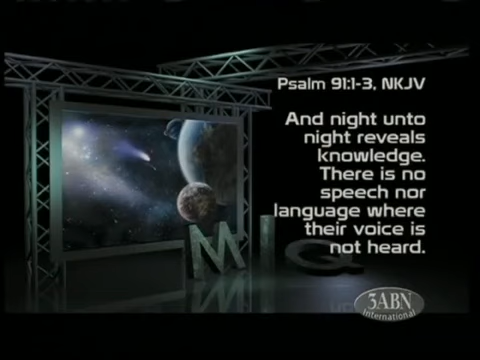 Psalm 91:1-3, NKJV
And night unto
night reveals
knowledge.
There is no
speech nor
language where
their voice is
not heard.
MIQ
3ABN
International